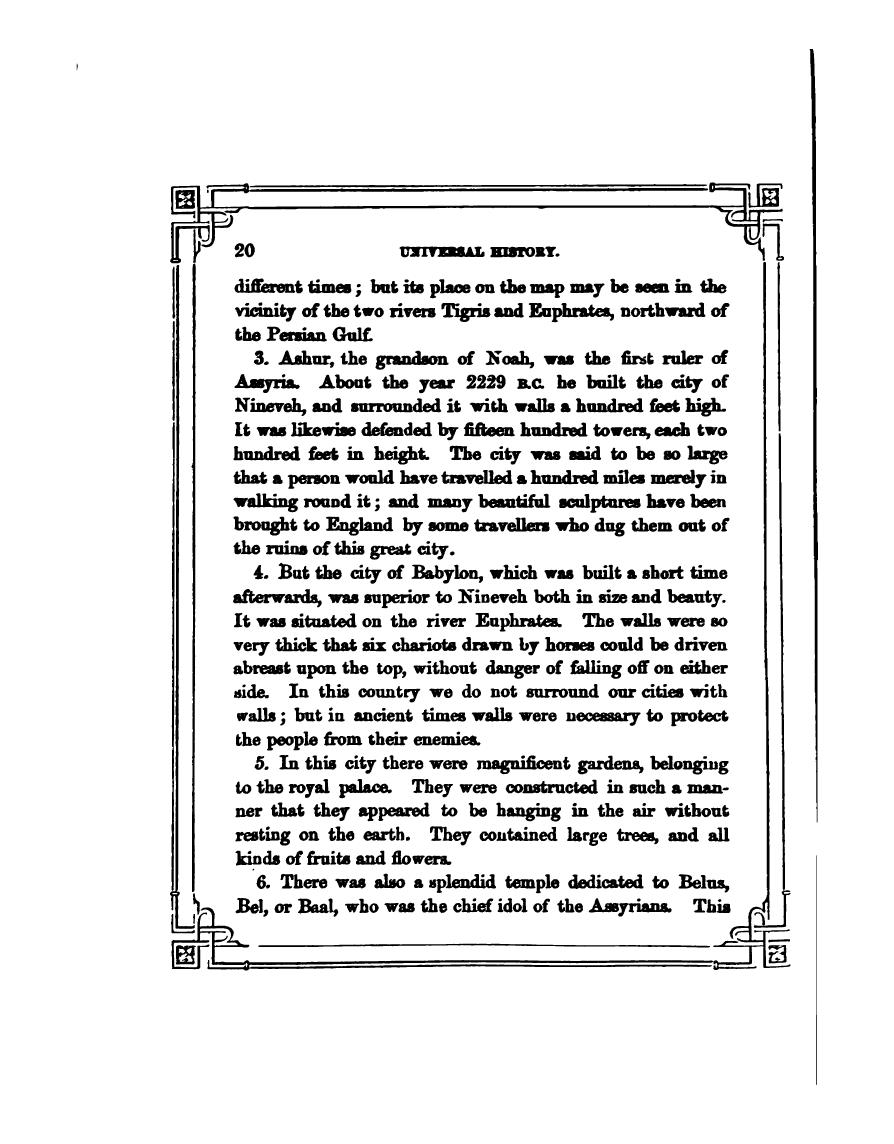 20 UNIVERSAL HISTORY.
different times; but its place on the map may be seen in the
vicinity of the two rivers Tigris and Euphrates, northward of
the Persian Gulf.
3. Ashur, the grandson of Noah, was the first ruler of
Assyria. About the year 2229 B.C. he built the city of
Nineveh, and surrounded it with walls a hundred feet high.
It was likewise defended by fifteen hundred towers, each two
hundred feet in height. The city was said to be so large
that a person would have travelled a hundred miles merely in
walking round it; and many beautiful sculptures have been
brought to England by some travellers who dug them out of
the ruins of this great city.
4. But the city of Babylon, which was built a short time
afterwards, was superior to Nineveh both in size and beauty.
It was situated on the river Euphrates. The walls were so
very thick that six chariots drawn by horses could be driven
abreast upon the top, without danger of falling off on either
side. In this country we do not surround our cities with
walls; but in ancient times walls were necessary to protect
the people from their enemies.
5. In this city there were magnificent gardens, belonging
to the royal palace. They were constructed in such a man-
ner that they appeared to be hanging in the air without
resting on the earth. They contained large trees, and all
kinds of fruits and flowers.
6. There was also a splendid temple dedicated to Belus,
Bel, or Baal, who was the chief idol of the Assyrians. This